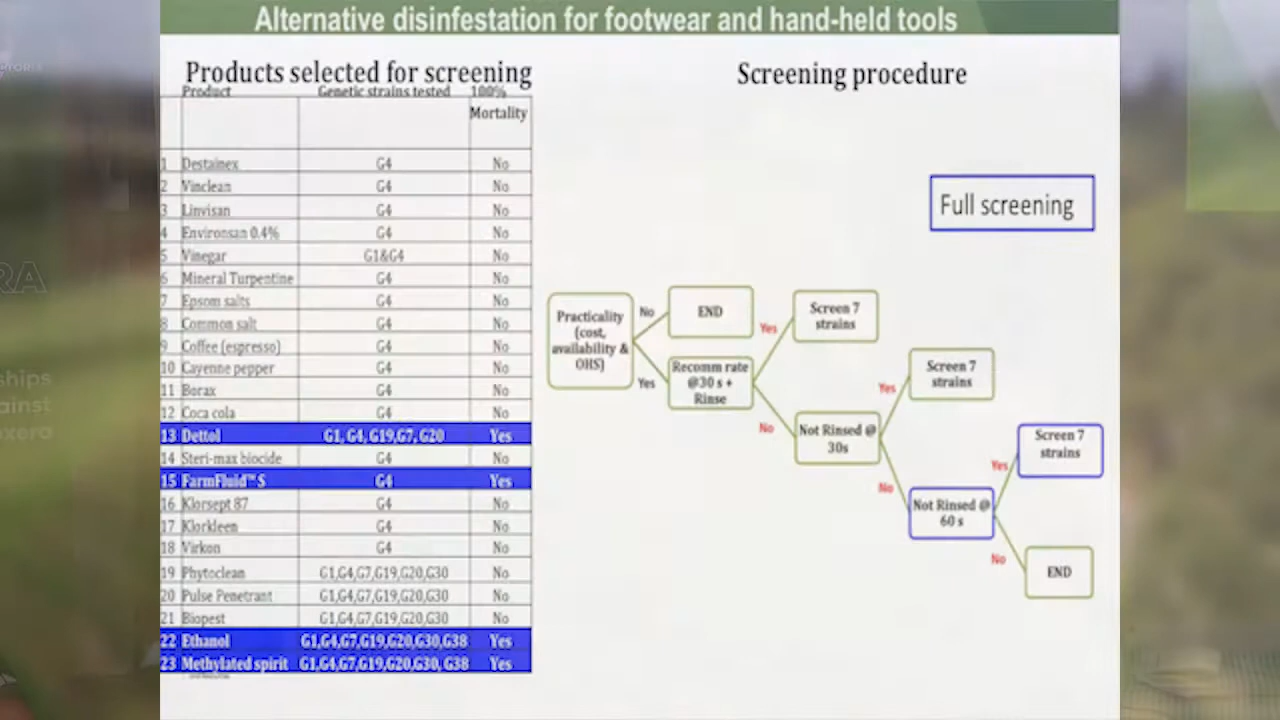 Alternative disinfestation for footwear and hand-held tools
Products selected for screening
Product Genetic strains tested 100% Mortality
1 Destainex G4 No
2 Vinclean G4 No
3 Linvisan G4 No
4 Environsan 0.4% G4 No
5 Vinegar G1&G4 No
6 Mineral Turpentine G4 No
7 Epsom salts G4 No
8 Common salt G4 No
9 Coffee (espresso) G4 No
10 Cayenne pepper G4 No
11 Borax G4 No
12 Coca cola G4 No
13 Dettol G1, G4, G19,G7, G20 Yes
14 Steri-max biocide G4 No
15 FarmFluid™ S G4 Yes
16 Klorsept 87 G4 No
17 Klorkleen G4 No
18 Virkon G4 No
19 Phytoclean G1,G4,G7,G19,G20,G30 No
20 Pulse Penetrant G1,G4,G7,G19,G20,G30 No
21 Biopest G1,G4,G7,G19,G20,G30 No
22 Ethanol G1,G4,G7,G19,G20,G30,G38 Yes
23 Methylated spirit G1,G4,G7,G19,G20,G30, G38 Yes
Screening procedure
Full screening
Practicality
(cost,
availability &
OHS)
No
END
Yes
Recomm rate
@30 s +
Rinse
Yes
Screen 7
strains
No
Not Rinsed @
30s
Yes
Screen 7
strains
No
Not Rinsed @
60 s
Yes
Screen 7
strains
No
END
RA
ships
ainst
oxera